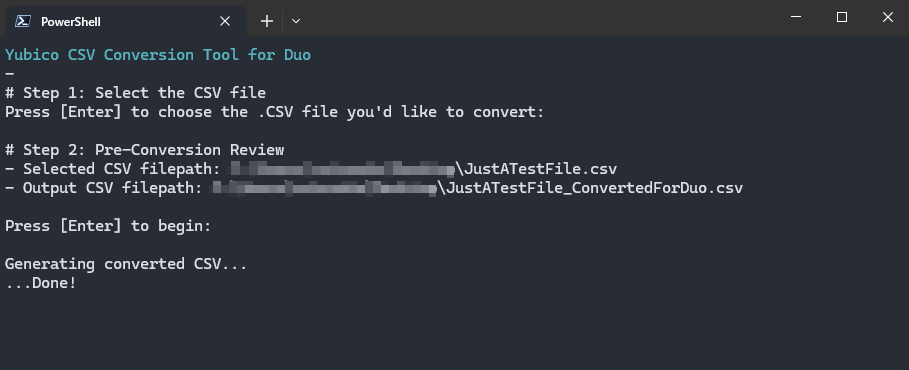 PowerShell
Yubico CSV Conversion Tool for Duo
-
# Step 1: Select the CSV file
Press [Enter] to choose the .CSV file you'd like to convert:
# Step 2: Pre-Conversion Review
- Selected CSV filepath: \JustATestFile.csv
- Output CSV filepath: \JustATestFile_ConvertedForDuo.csv
Press [Enter] to begin:
Generating converted CSV...
...Done!